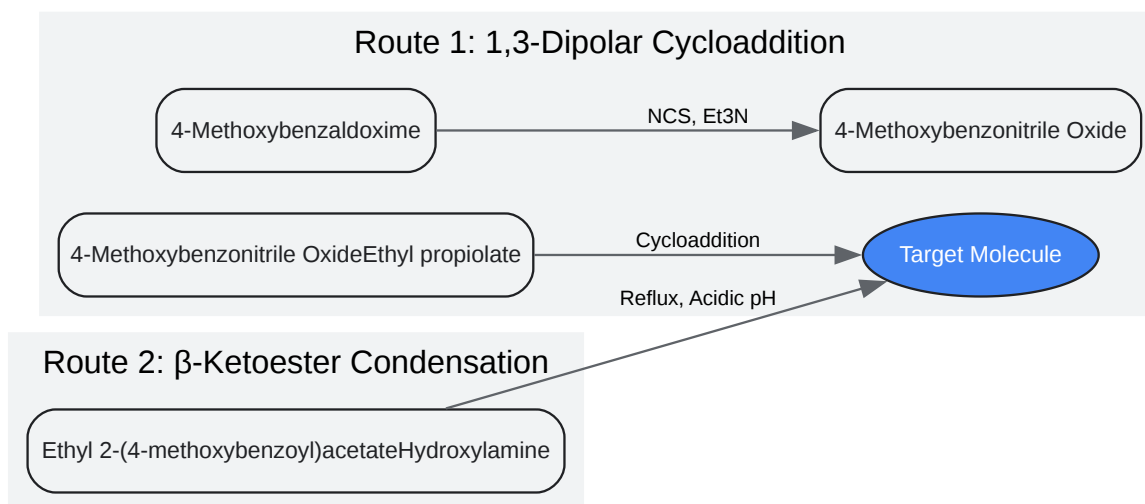 Route 1: 1,3-Dipolar Cycloaddition
4-Methoxybenzaldoxime
NCS, Et3N
4-Methoxybenzonitrile Oxide
4-Methoxybenzonitrile OxideEthyl propiolate
Cycloaddition
Target Molecule
Reflux, Acidic pH
Route 2: β-Ketoester Condensation
Ethyl 2-(4-methoxybenzoyl)acetateHydroxylamine